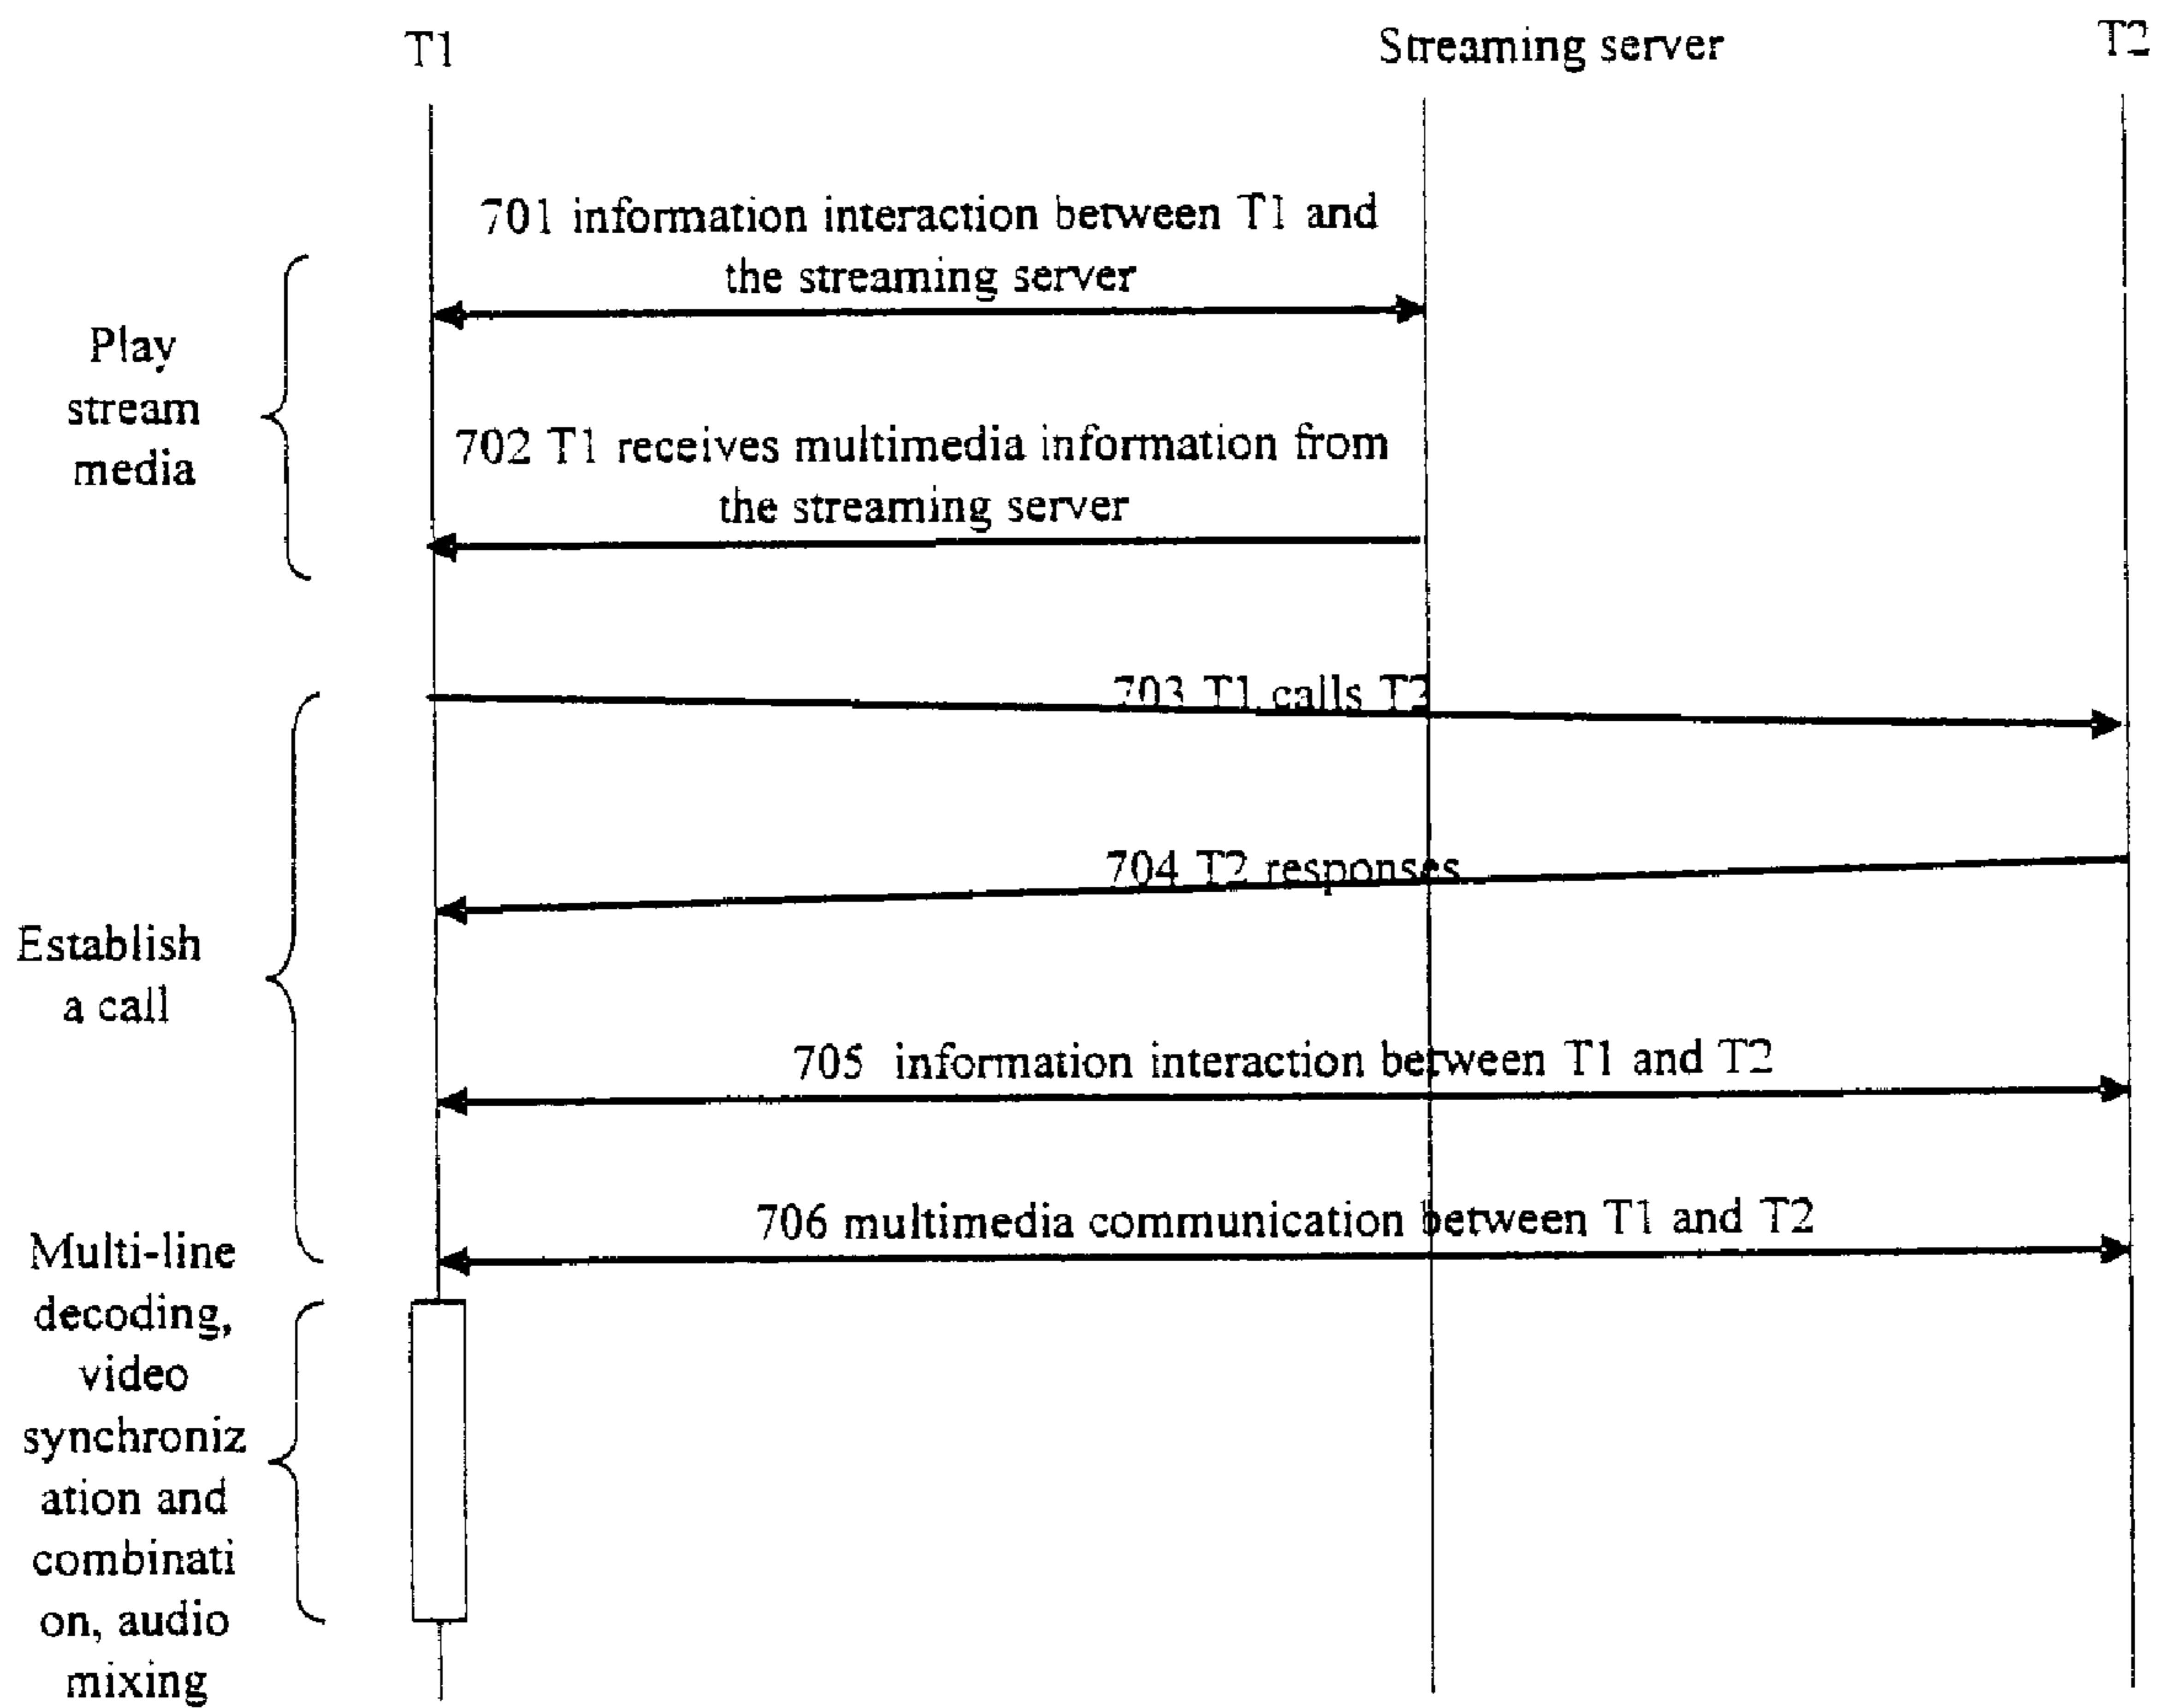 T1 Streaming server T2
701 information interaction between T1 and
the streaming server
Play
stream
media
702 T1 receives multimedia information from
the streaming server
703 T1 calls T2
704 T2 responses
Establish
a call
705 information interaction between T1 and T2
706 multimedia communication between T1 and T2
Multi-line
decoding,
video
synchroniz
ation and
combinati
on, audio
mixing